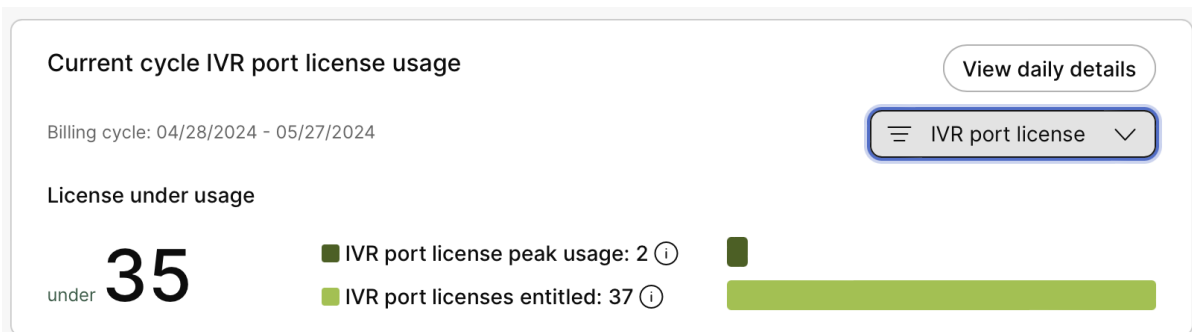 Current cycle IVR port license usage
View daily details
Billing cycle: 04/28/2024 - 05/27/2024
IVR port license
License under usage
under 35
IVR port license peak usage: 2
IVR port licenses entitled: 37